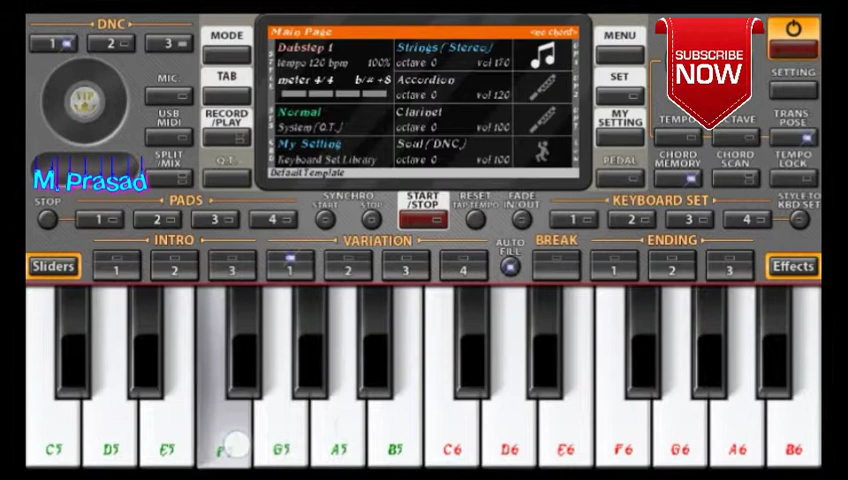 DNC
1
2
3
VIP
M. Prasad
MIC.
USB
MIDI
SPLIT
/MIX
MODE
TAB
RECORD
/PLAY
Q.T.
Main Page
<no chord>
Dubstep 1
tempo 120 bpm 100%
meter 4/4 b/# +8
Normal
System (Q.T.)
My Setting
Keyboard Set Library
Default Template
Strings (Stereo)
octave 0 vol 170
Accordion
octave 0 vol 120
Clarinet
octave 0 vol 100
Soul (DNC)
octave 0 vol 100
MENU
SET
MY
SETTING
PEDAL
SUBSCRIBE
NOW
SETTING
TEMPO
TRANS
POSE
CHORD
MEMORY
CHORD
SCAN
TEMPO
LOCK
STOP
PADS
1
2
3
4
SYNCHRO
START
STOP
START
/STOP
RESET
TAP TEMPO
FADE
IN/OUT
KEYBOARD SET
1
2
3
4
STYLE TO
KBD SET
INTRO
VARIATION
AUTO
FILL
BREAK
ENDING
Sliders
1
2
3
1
2
3
4
1
2
3
Effects
C5
D5
E5
G5
A5
B5
C6
D6
E6
F6
G6
A6
B6